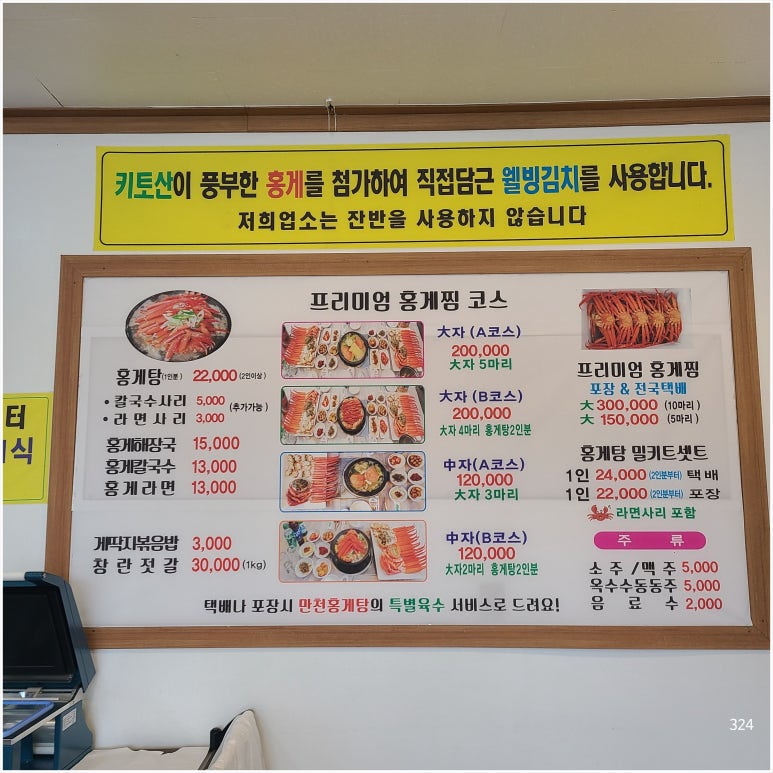 키토산이 풍부한 홍게를 첨가하여 직접담근 웰빙김치를 사용합니다.
저희업소는 잔반을 사용하지 않습니다
터
식
홍게탕(1인분) 22,000 (2인이상)
• 칼국수사리 5,000
• 라면사리 3,000
(추가가능)
홍게해장국 15,000
홍게칼국수 13,000
홍게라면 13,000
게딱지볶음밥 3,000
창란젓갈 30,000 (1kg)
프리미엄 홍게찜 코스
大자 (A코스)
200,000
大자 5마리
大자 (B코스)
200,000
大자 4마리 홍게탕2인분
中자(A코스)
120,000
大자 3마리
中자(B코스)
120,000
大자2마리 홍게탕2인분
프리미엄 홍게찜
포장 & 전국택배
大 300,000 (10마리)
大 150,000 (5마리)
홍게탕 밀키트셋트
1인 24,000 (2인분부터) 택배
1인 22,000 (2인분부터) 포장
라면사리 포함
주 류
소주/맥주 5,000
옥수수동동주 5,000
음료수 2,000
택배나 포장시 만천홍게탕의 특별육수 서비스로 드려요!
324